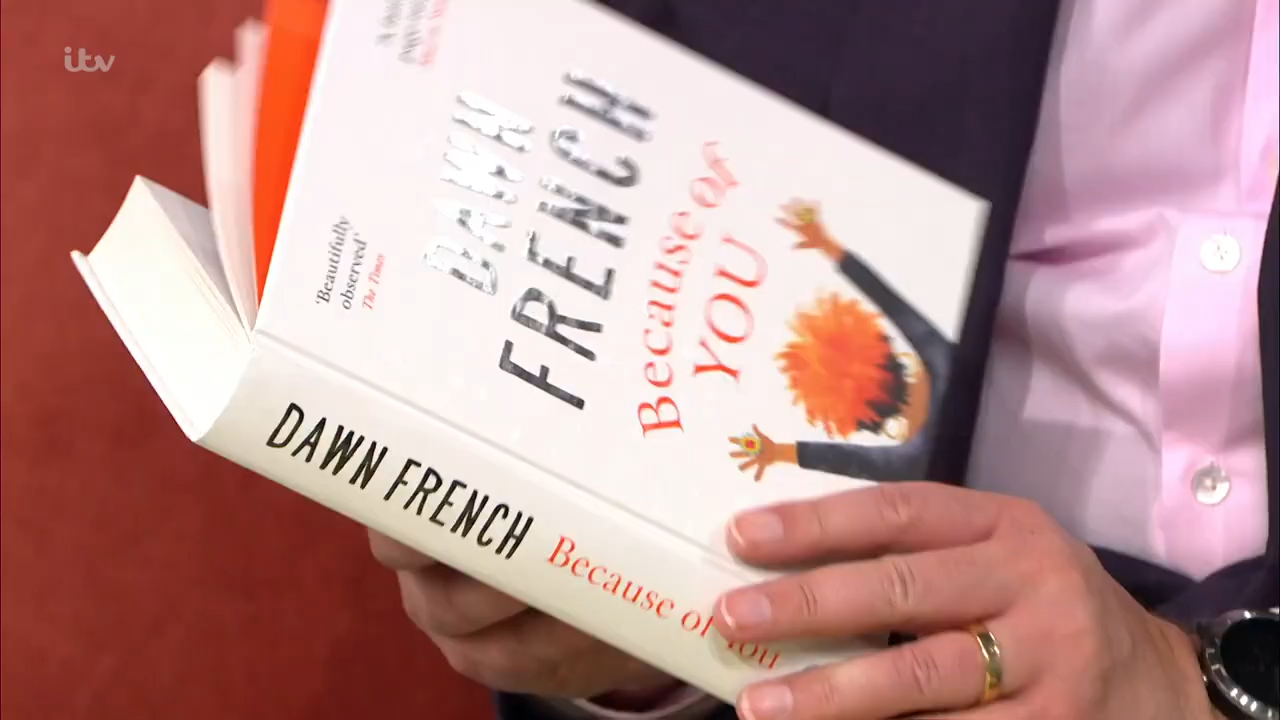 itv
DAWN
FRENCH
Because of
YOU
'Beautifully
observed'
The Times
DAWN FRENCH Because of You